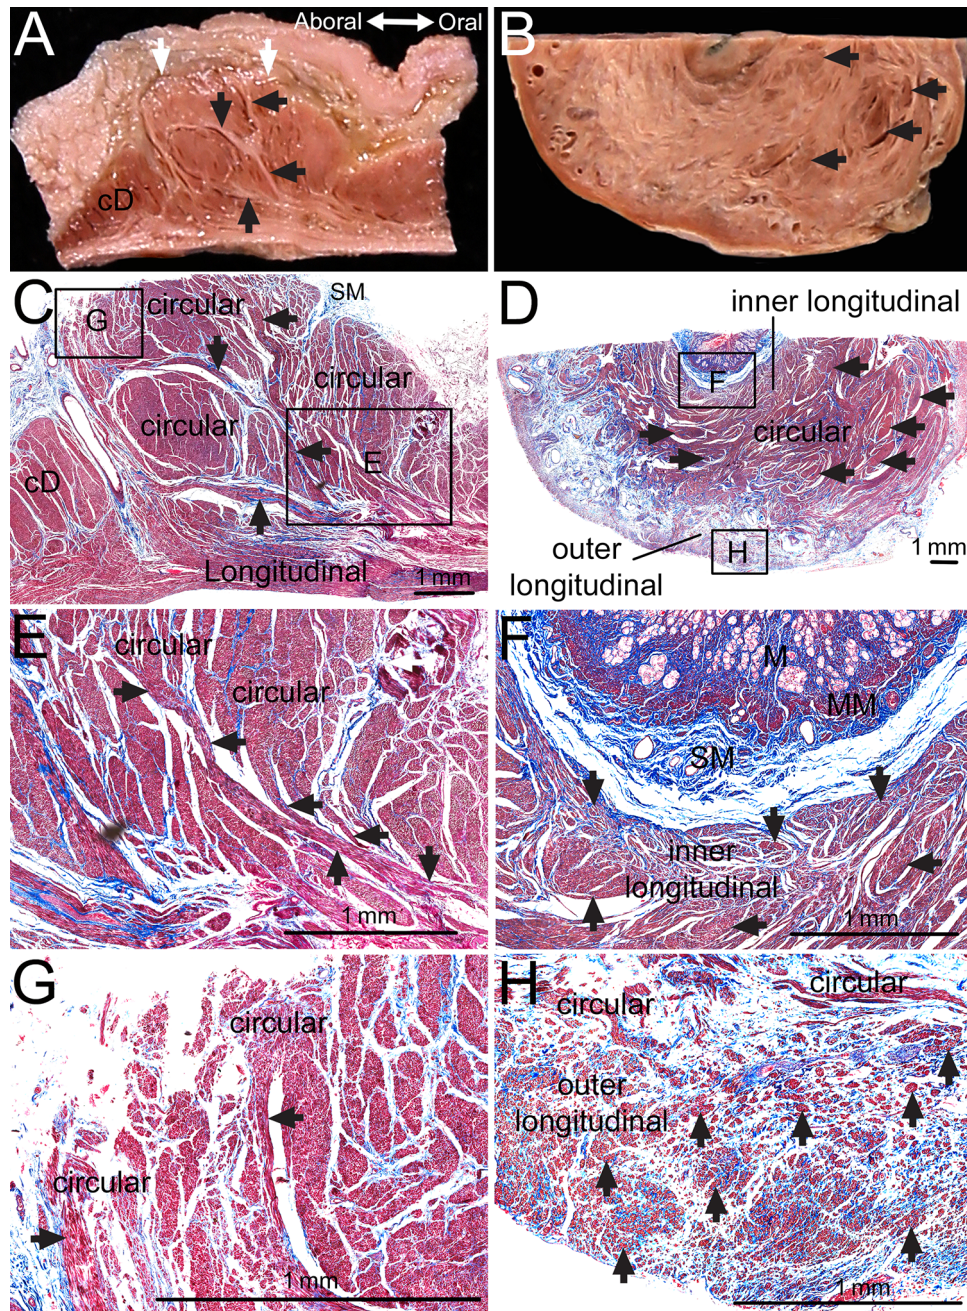 A
Aboral
Oral
cD
B
C
circular
SM
G
circular
circular
E
cD
Longitudinal
1 mm
D
inner longitudinal
F
circular
outer
longitudinal
H
1 mm
E
circular
circular
1 mm
F
M
MM
SM
inner
longitudinal
1 mm
G
circular
circular
1 mm
H
circular
circular
outer
longitudinal
1 mm